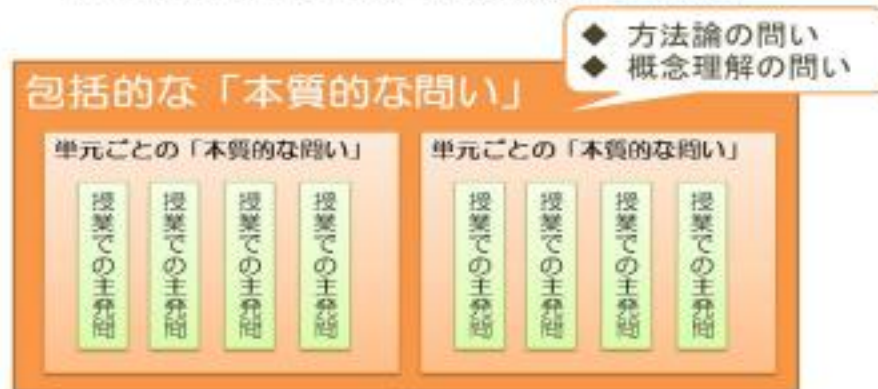 ◆ 方法論の問い
◆ 概念理解の問い
包括的な「本質的な問い」
単元ごとの「本質的な問い」
授業での主発問
授業での主発問
授業での主発問
授業での主発問
単元ごとの「本質的な問い」
授業での主発問
授業での主発問
授業での主発問
授業での主発問